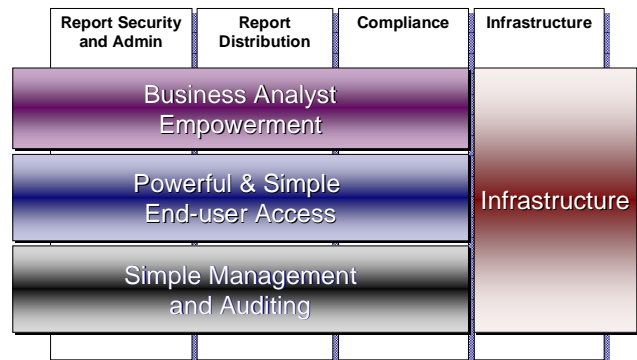 Report Security
and Admin
Report
Distribution
Compliance
Infrastructure
Business Analyst
Empowerment
Powerful & Simple
End-user Access
Infrastructure
Simple Management
and Auditing